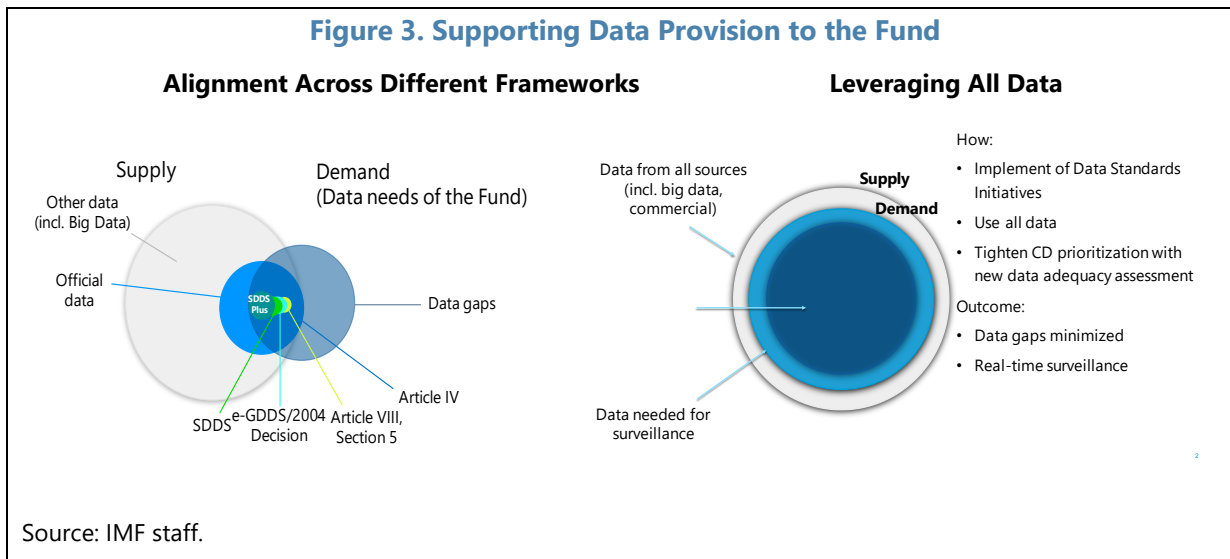 Figure 3. Supporting Data Provision to the Fund
Alignment Across Different Frameworks
Supply
Demand
(Data needs of the Fund)
Other data
(incl. Big Data)
Official
data
SDDS
Plus
Data gaps
Article IV
SDDS
e-GDDS/2004
Decision
Article VIII,
Section 5
Leveraging All Data
Data from all sources
(incl. big data,
commercial)
Supply
Demand
Data needed for
surveillance
How:
• Implement of Data Standards
Initiatives
• Use all data
• Tighten CD prioritization with
new data adequacy assessment
Outcome:
• Data gaps minimized
• Real-time surveillance
2
Source: IMF staff.